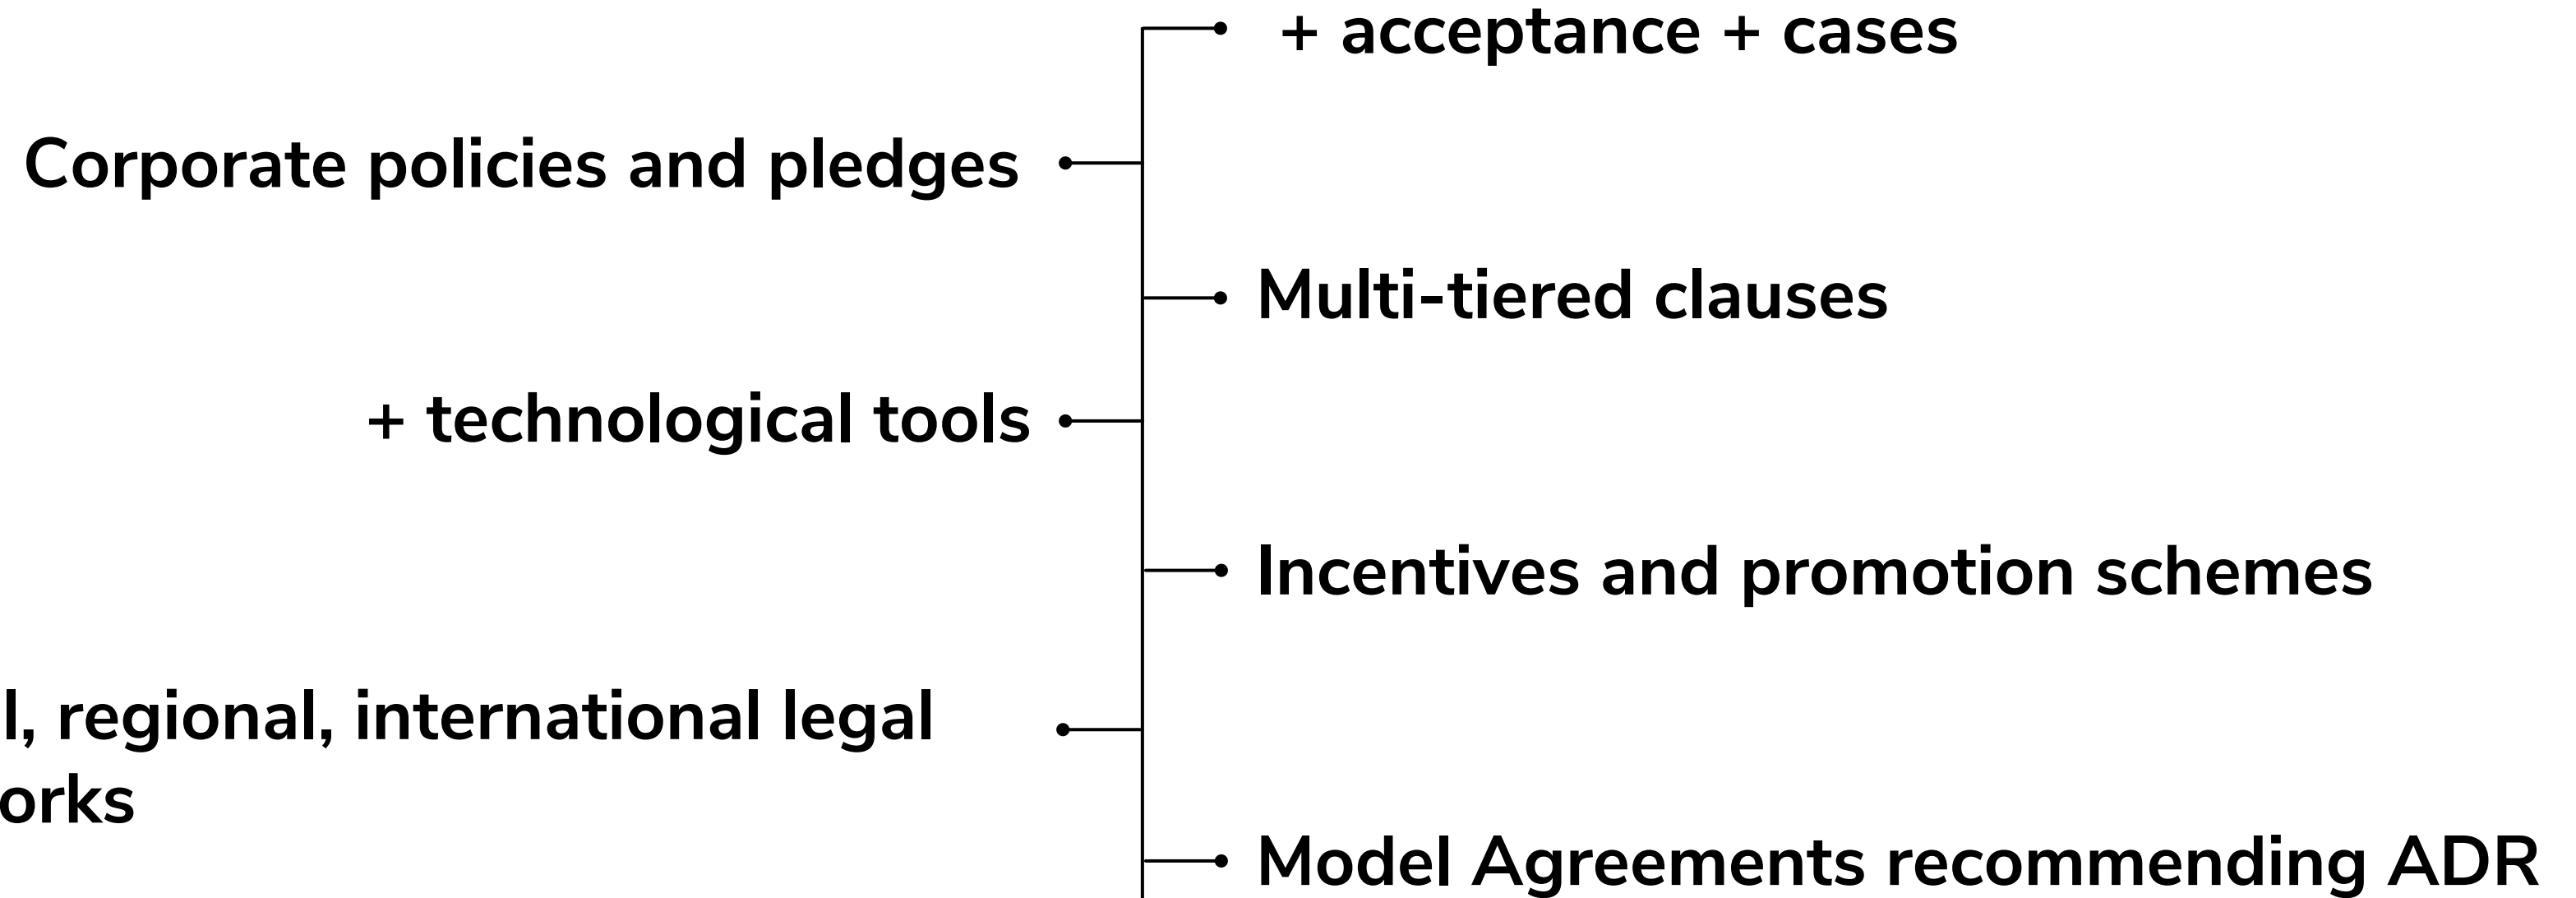 + acceptance + cases
Corporate policies and pledges
Multi-tiered clauses
+ technological tools
Incentives and promotion schemes
l, regional, international legal
orks
Model Agreements recommending ADR